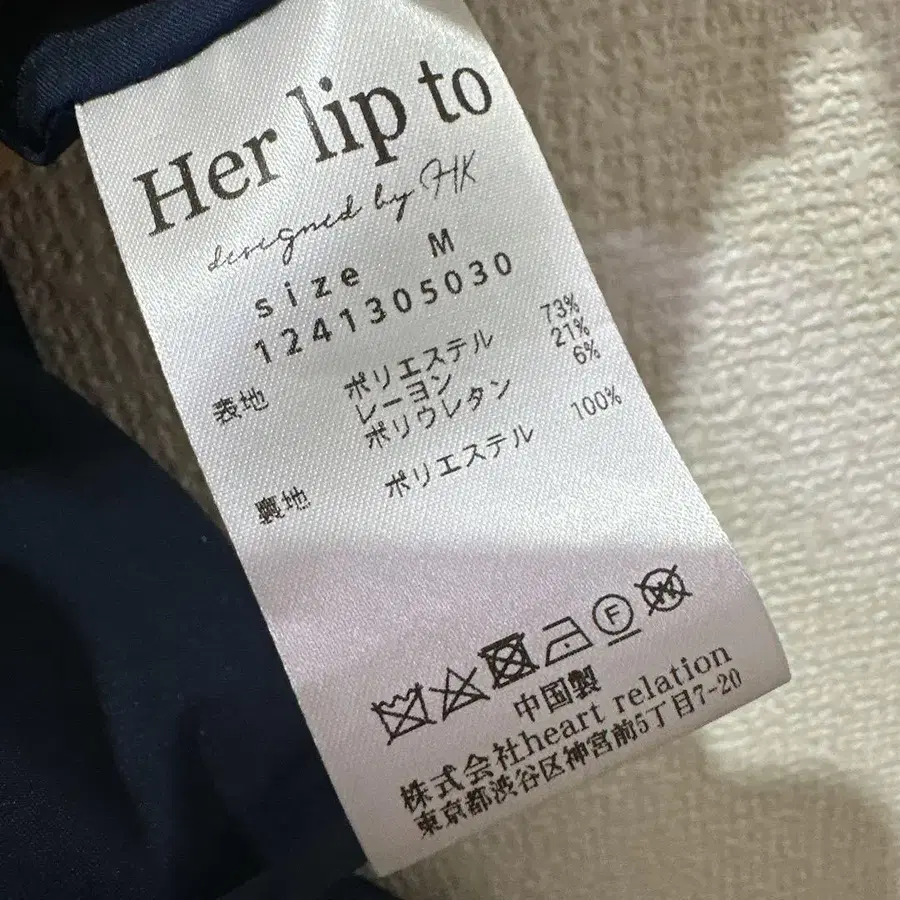 Her lip to
designed by HK
size M
1241305030
表地 ポリエステル 73%
レーヨン 21%
ポリウレタン 6%
裏地 ポリエステル 100%
F
W
中国製
株式会社heart relation
東京都渋谷区神宮前5丁目7-20